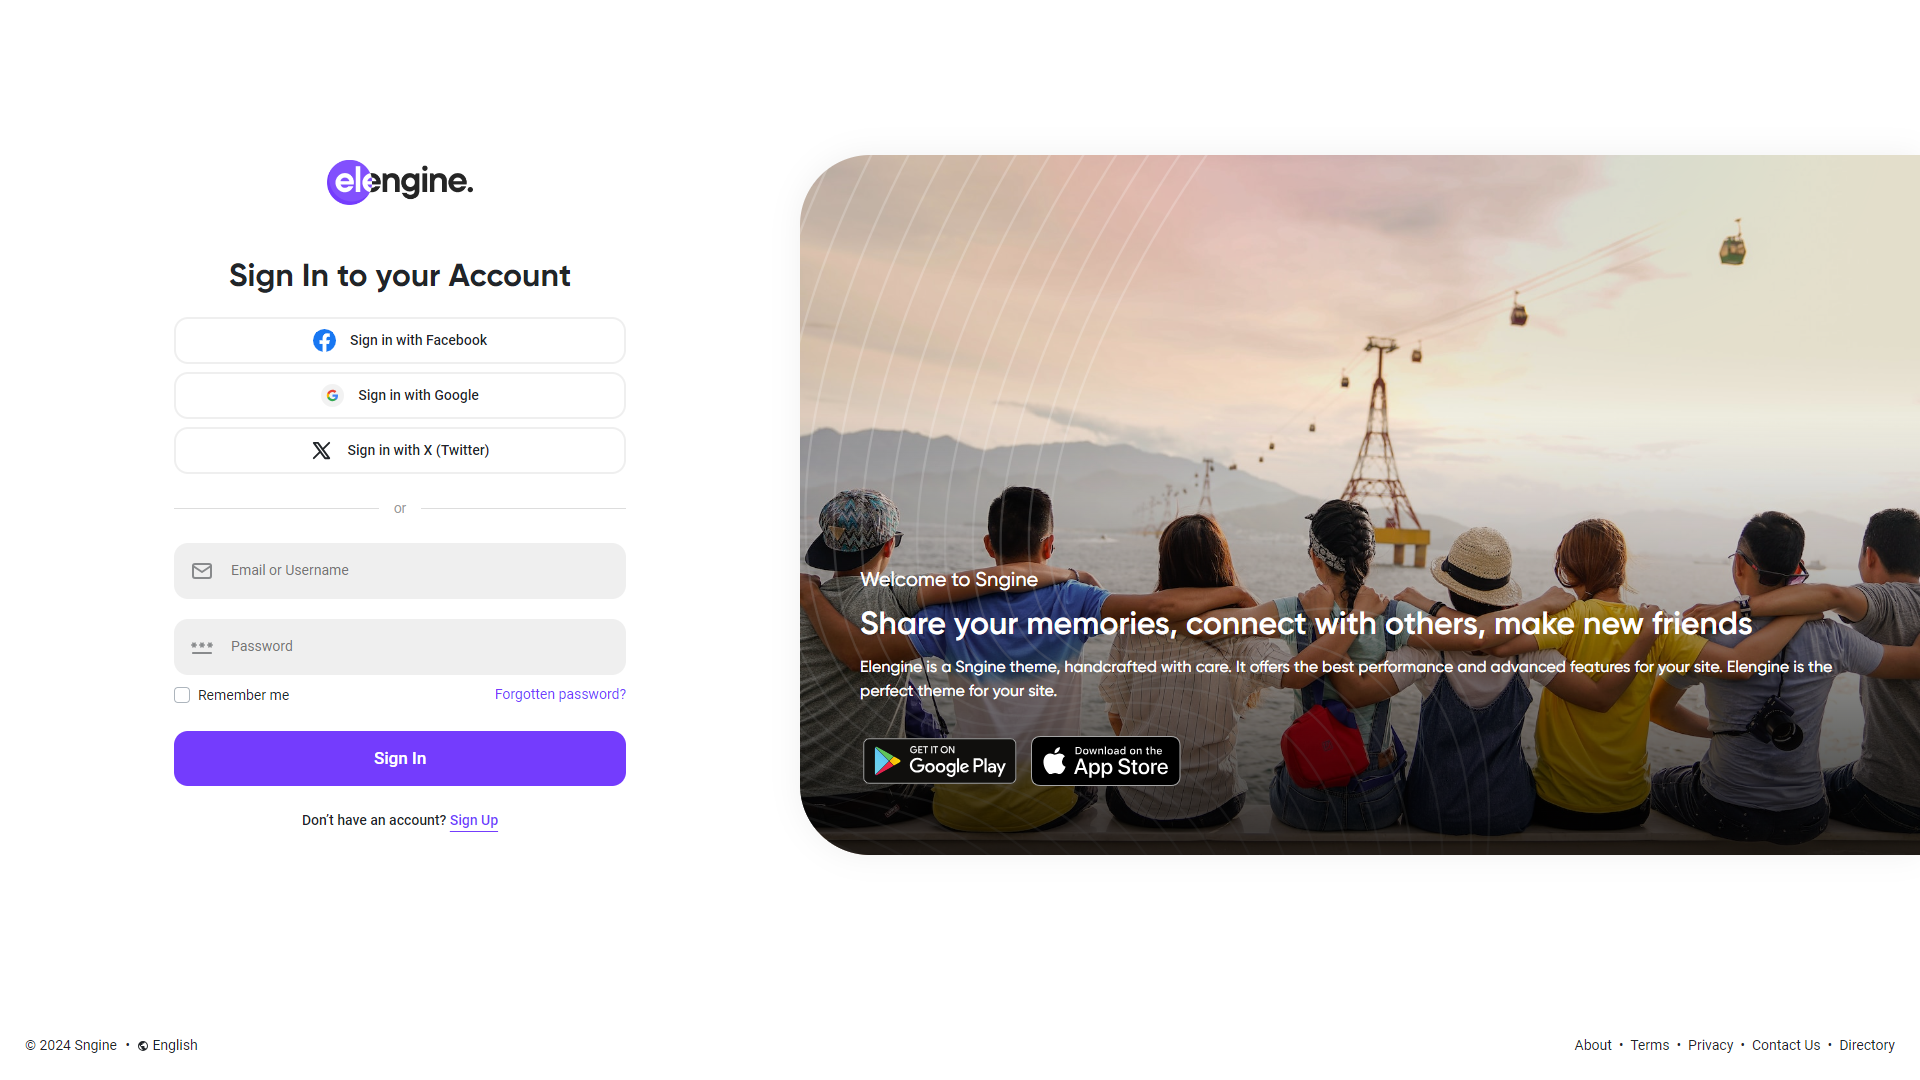 elengine.
Sign In to your Account
Sign in with Facebook
Sign in with Google
Sign in with X (Twitter)
or
Email or Username
Password
Remember me
Forgotten password?
Sign In
Don’t have an account? Sign Up
Welcome to Sngine
Share your memories, connect with others, make new friends
Elengine is a Sngine theme, handcrafted with care. It offers the best performance and advanced features for your site. Elengine is the
perfect theme for your site.
GET IT ON
Google Play
Download on the
App Store
© 2024 Sngine • English
About • Terms • Privacy • Contact Us • Directory